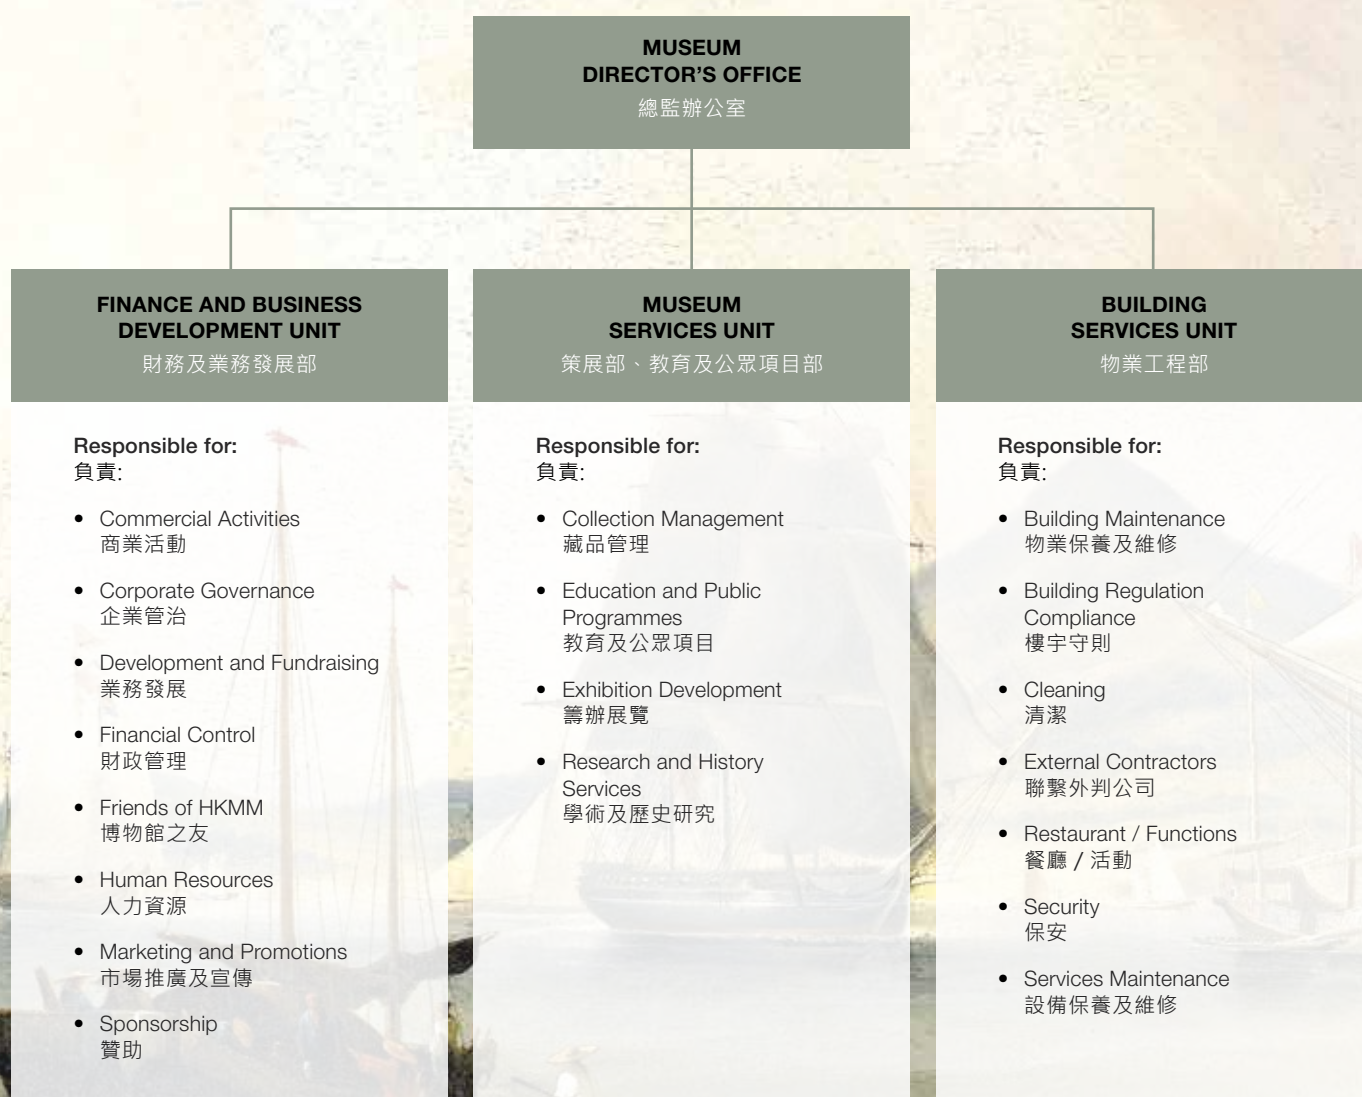 MUSEUM
DIRECTOR'S OFFICE
總監辦公室
FINANCE AND BUSINESS
DEVELOPMENT UNIT
財務及業務發展部
Responsible for:
負責:
• Commercial Activities
商業活動
• Corporate Governance
企業管治
• Development and Fundraising
業務發展
• Financial Control
財政管理
• Friends of HKMM
博物館之友
• Human Resources
人力資源
• Marketing and Promotions
市場推廣及宣傳
• Sponsorship
贊助
MUSEUM
SERVICES UNIT
策展部、教育及公眾項目部
Responsible for:
負責:
• Collection Management
藏品管理
• Education and Public
Programmes
教育及公眾項目
• Exhibition Development
籌辦展覽
• Research and History
Services
學術及歷史研究
BUILDING
SERVICES UNIT
物業工程部
Responsible for:
負責:
• Building Maintenance
物業保養及維修
• Building Regulation
Compliance
樓宇守則
• Cleaning
清潔
• External Contractors
聯繫外判公司
• Restaurant / Functions
餐廳 / 活動
• Security
保安
• Services Maintenance
設備保養及維修